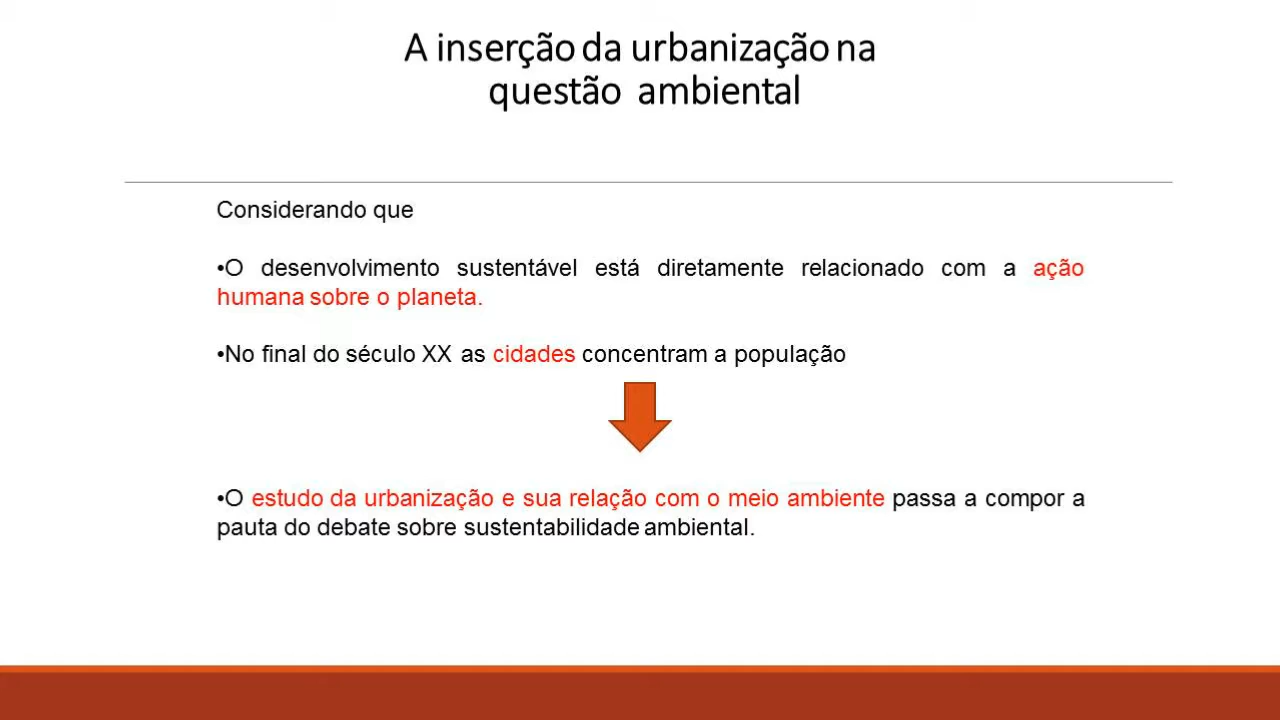 A inserção da urbanização na
questão ambiental
Considerando que
•O desenvolvimento sustentável está diretamente relacionado com a ação
humana sobre o planeta.
•No final do século XX as cidades concentram a população
•O estudo da urbanização e sua relação com o meio ambiente passa a compor a
pauta do debate sobre sustentabilidade ambiental.